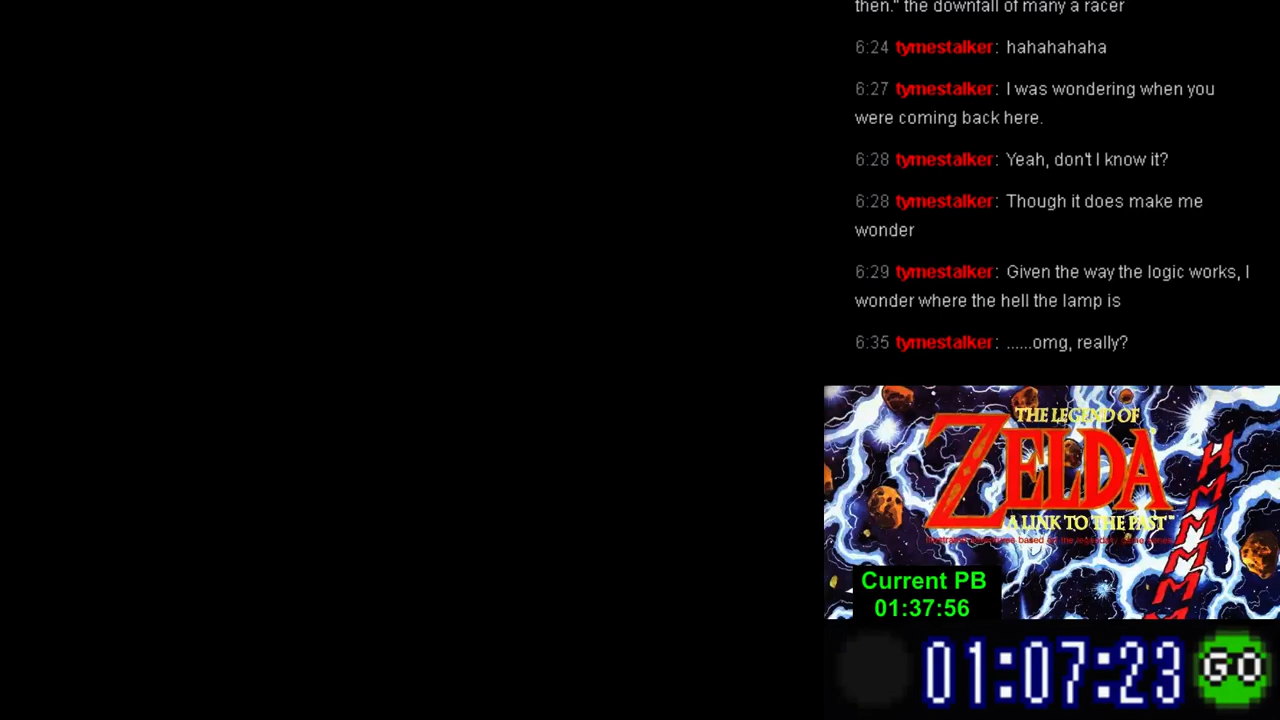 then." the downfall of many a racer
6:24 tymestalker: hahahahaha
6:27 tymestalker: I was wondering when you
were coming back here.
6:28 tymestalker: Yeah, don't I know it?
6:28 tymestalker: Though it does make me
wonder
6:29 tymestalker: Given the way the logic works, I
wonder where the hell the lamp is
6:35 tymestalker: ......omg, really?
THE LEGEND OF
ZELDA
A LINK TO THE PAST™
HMMMMM
Current PB
01:37:56
01:07:23 GO